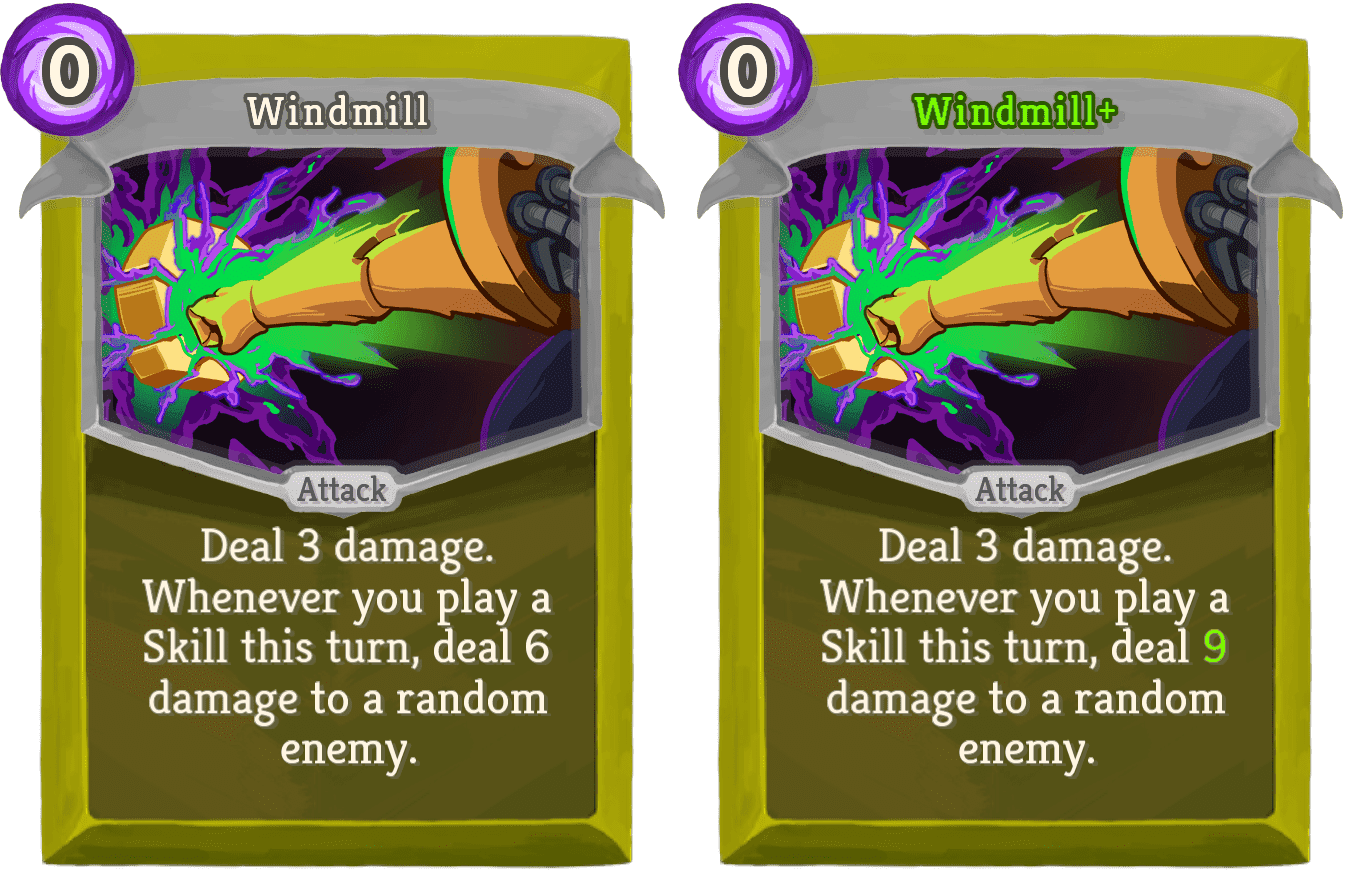 0
Windmill
Attack
Deal 3 damage.
Whenever you play a
Skill this turn, deal 6
damage to a random
enemy.
0
Windmill+
Attack
Deal 3 damage.
Whenever you play a
Skill this turn, deal 9
damage to a random
enemy.